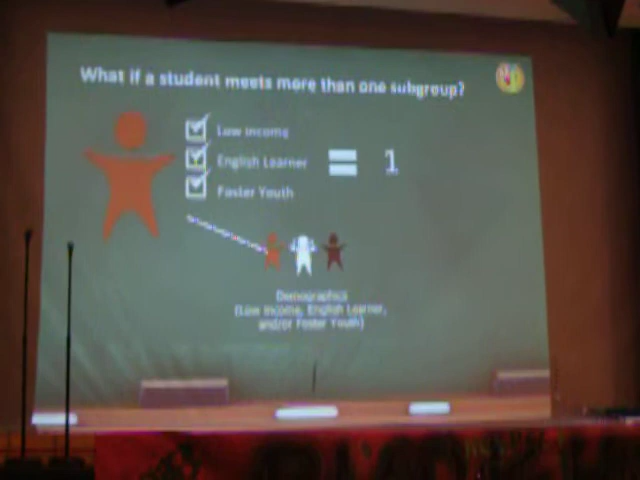 What if a student meets more than one subgroup?
Low Income
English Learner = 1
Foster Youth
Demographics
(Low Income, English Learner,
and/or Foster Youth)